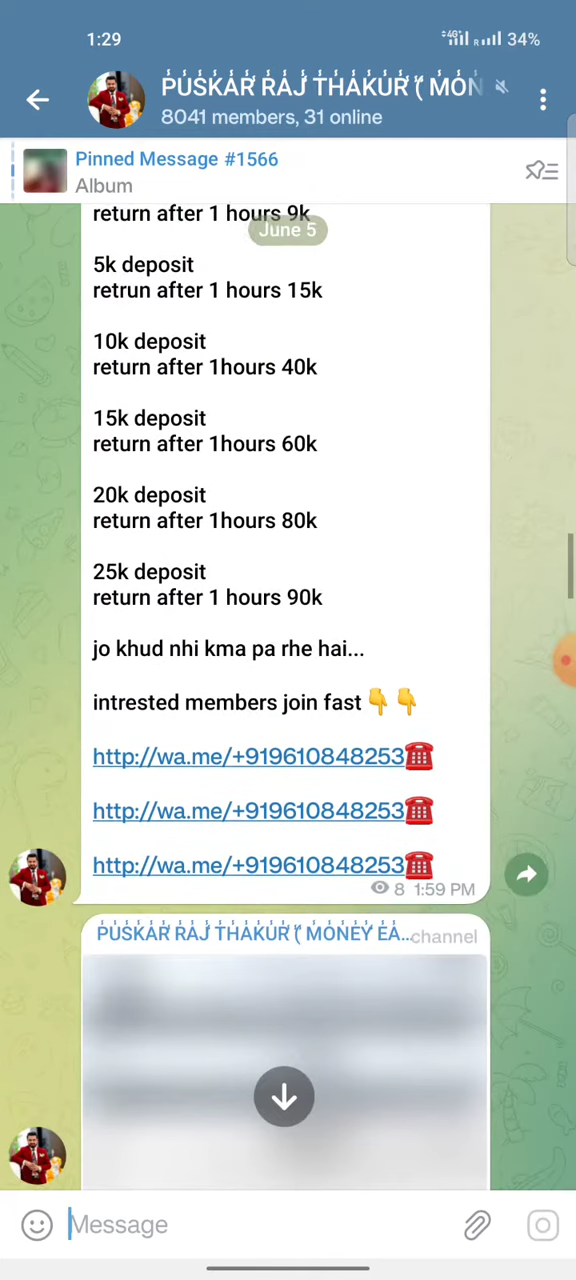 1:29
4G R 34%
PUSKAR RAJ THAKUR ( MON
8041 members, 31 online
Pinned Message #1566
Album
return after 1 hours 9k
June 5
5k deposit
retrun after 1 hours 15k
10k deposit
return after 1hours 40k
15k deposit
return after 1hours 60k
20k deposit
return after 1hours 80k
25k deposit
return after 1 hours 90k
jo khud nhi kma pa rhe hai...
intrested members join fast 👇👇
http://wa.me/+919610848253☎️
http://wa.me/+919610848253☎️
http://wa.me/+919610848253☎️
8 1:59 PM
PUSKAR RAJ THAKUR ( MONEY EA... channel
Message